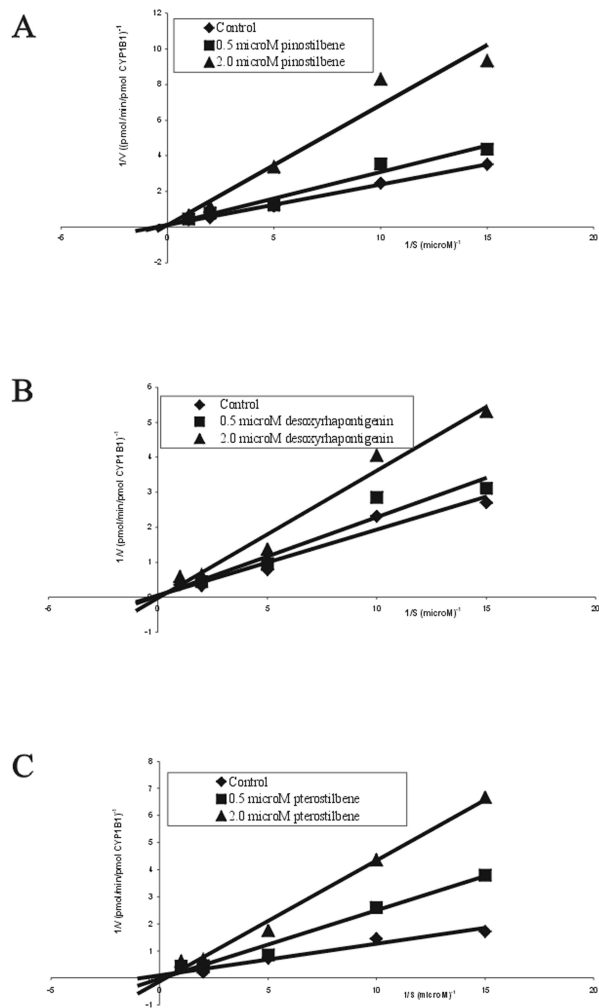 A
Control
0.5 microM pinostilbene
2.0 microM pinostilbene
1/V ((pmol/min/pmol CYP1B1)⁻¹
12
10
8
6
4
2
-2
-5
0
5
10
15
20
1/S (microM)⁻¹
B
Control
0.5 microM desoxyrhapontigenin
2.0 microM desoxyrhapontigenin
1/V (pmol/min/pmol CYP1B1)⁻¹
6
5
4
3
2
1
0
-1
-5
0
5
10
15
20
1/S (microM)⁻¹
C
Control
0.5 microM pterostilbene
2.0 microM pterostilbene
1/V (pmol/min/pmol CYP1B1)⁻¹
8
7
6
5
4
3
2
1
0
-1
-5
0
5
10
15
20
1/S (microM)⁻¹